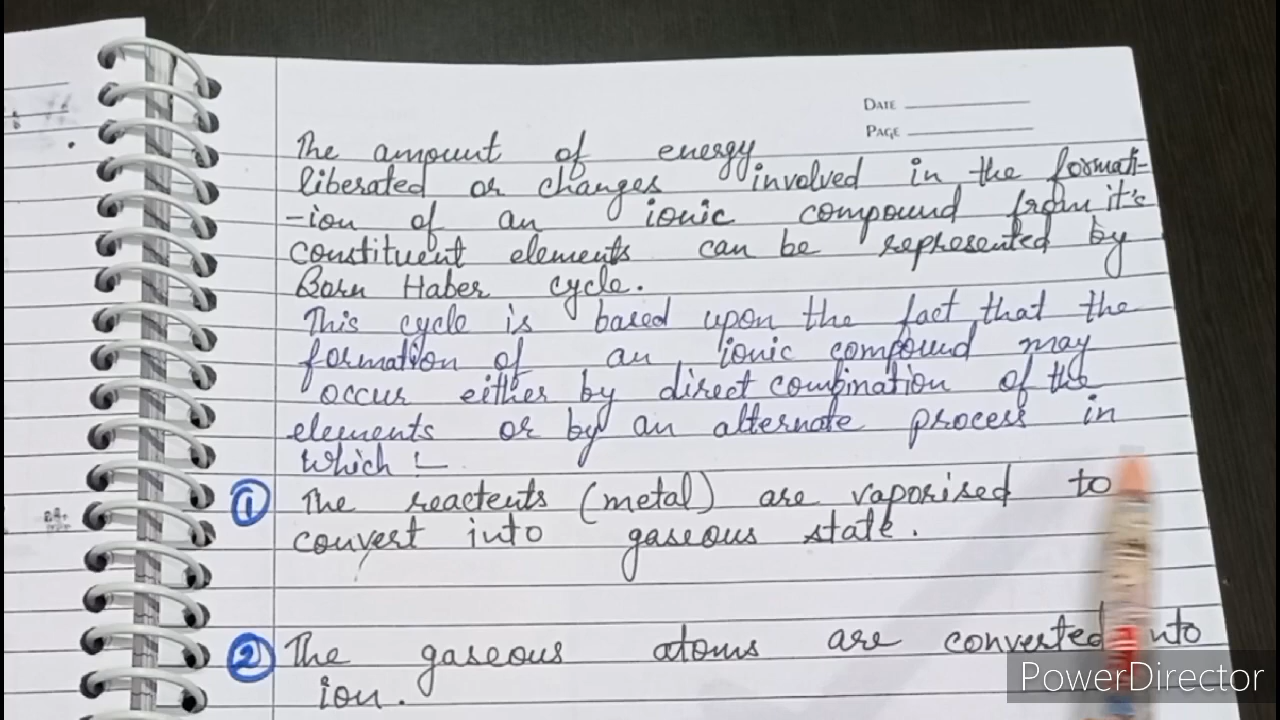 DATE
PAGE
The amount of energy
liberated or changes involved in the formati-
-ion of an ionic compound from it's
constituent elements can be represented by
Born Haber cycle.
This cycle is based upon the fact that the
formation of an ionic compound may
occur either by direct combination of the
elements or by an alternate process in
which :-
① The reactents (metal) are vaporised to
convert into gaseous state.
② The gaseous atoms are converted into
ion.
PowerDirector